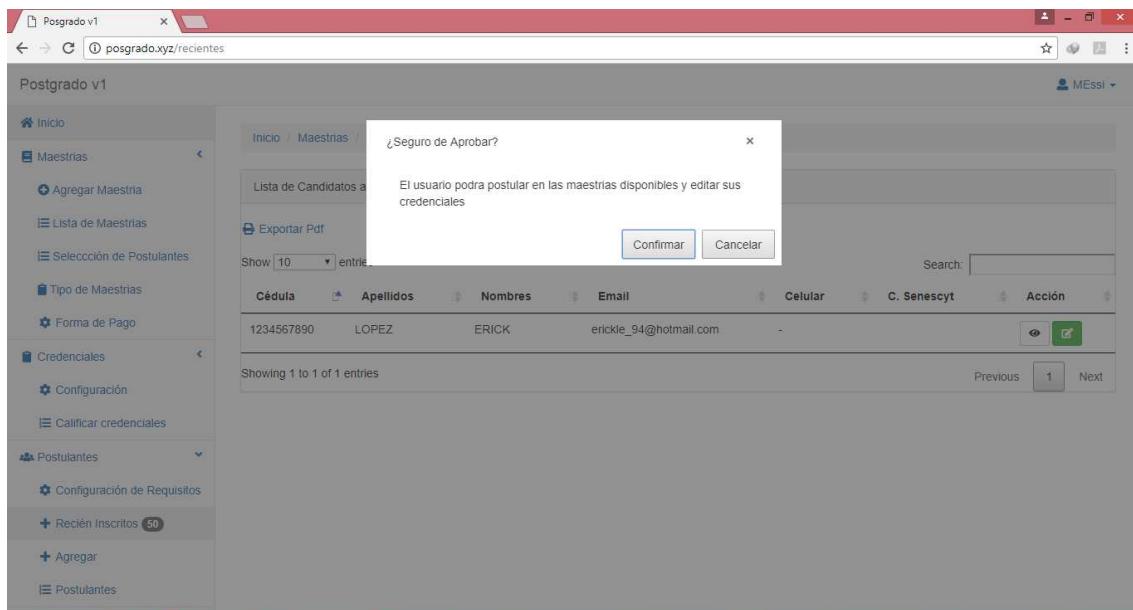 Posgrado v1
posgrado.xyz/recientes
Postgrado v1
MEssi
Inicio
Maestrias
Agregar Maestria
Lista de Maestrias
Seleccción de Postulantes
Tipo de Maestrias
Forma de Pago
Credenciales
Configuración
Calificar credenciales
Postulantes
Configuración de Requisitos
Recién Inscritos 50
Agregar
Postulantes
Inicio / Maestrias /
¿Seguro de Aprobar?
El usuario podra postular en las maestrias disponibles y editar sus
credenciales
Confirmar Cancelar
Lista de Candidatos a
Exportar Pdf
Show 10 entries
Search:
Cédula Apellidos Nombres Email Celular C. Senescyt Acción
1234567890 LOPEZ ERICK erickle_94@hotmail.com -
Showing 1 to 1 of 1 entries
Previous 1 Next